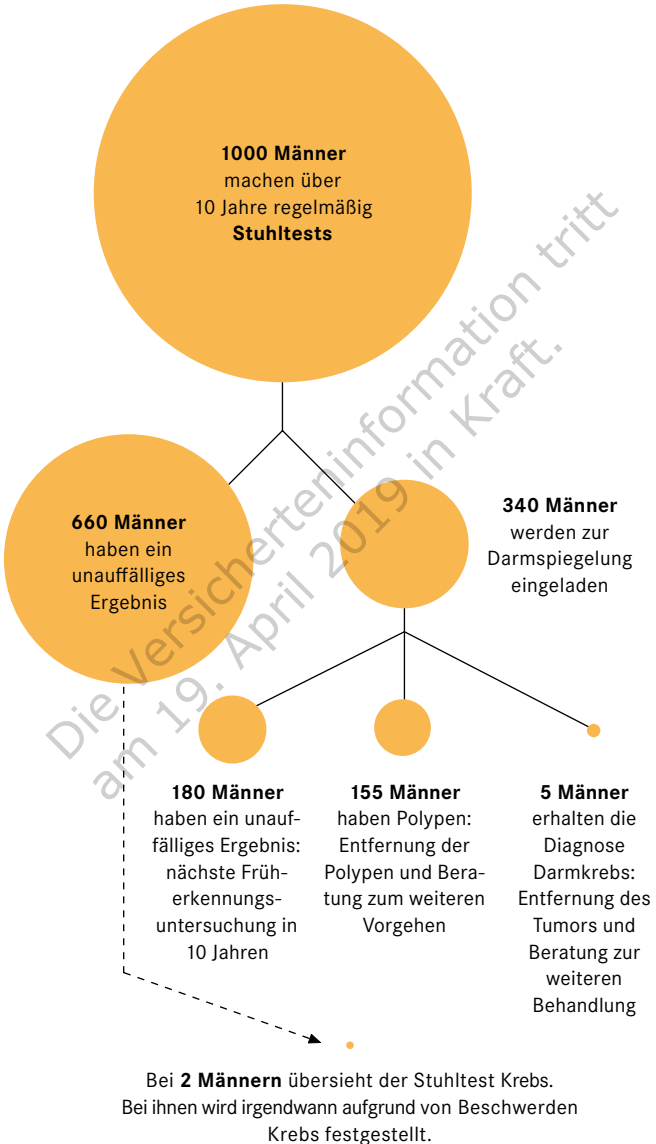 1000 Männer
machen über
10 Jahre regelmäßig
Stuhltests
660 Männer
haben ein
unauffälliges
Ergebnis
340 Männer
werden zur
Darmspiegelung
eingeladen
180 Männer
haben ein unauf-
fälliges Ergebnis:
nächste Früh-
erkennungs-
untersuchung in
10 Jahren
155 Männer
haben Polypen:
Entfernung der
Polypen und Bera-
tung zum weiteren
Vorgehen
5 Männer
erhalten die
Diagnose
Darmkrebs:
Entfernung des
Tumors und
Beratung zur
weiteren
Behandlung
Bei 2 Männern übersieht der Stuhltest Krebs.
Bei ihnen wird irgendwann aufgrund von Beschwerden
Krebs festgestellt.
Die Versicherteninformation tritt
am 19. April 2019 in Kraft.